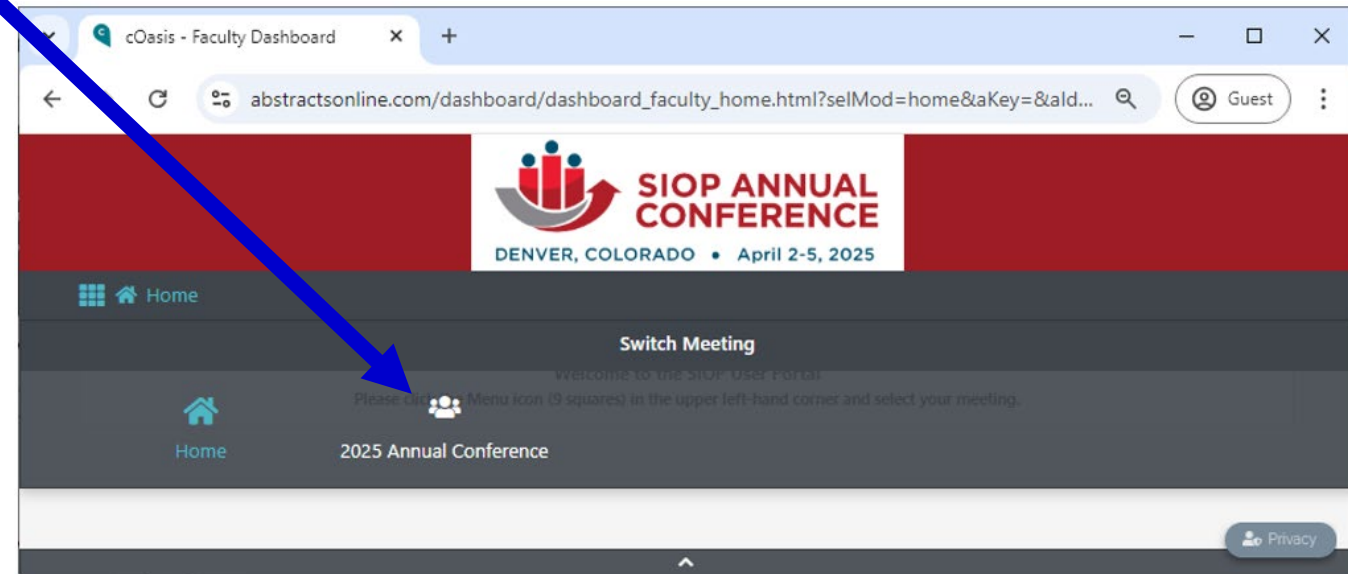 cOasis - Faculty Dashboard
abstractsonline.com/dashboard/dashboard_faculty_home.html?selMod=home&aKey=&ald...
Guest
SIOP ANNUAL
CONFERENCE
DENVER, COLORADO • April 2-5, 2025
Home
Switch Meeting
Welcome to the SIOP User Portal
Please Menu icon (9 squares) in the upper left-hand corner and select your meeting.
Home
2025 Annual Conference
Privacy